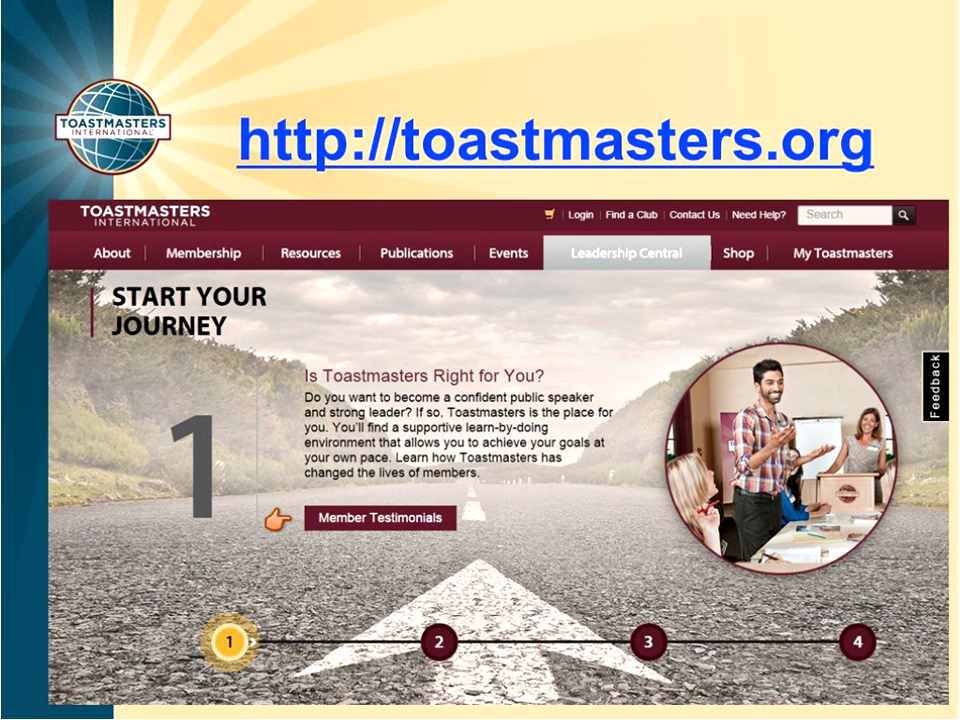 http://toastmasters.org
TOASTMASTERS
INTERNATIONAL
TOASTMASTERS
INTERNATIONAL
Login
Find a Club
Contact Us
Need Help?
Search
About
Membership
Resources
Publications
Events
Leadership Central
Shop
My Toastmasters
START YOUR
JOURNEY
Is Toastmasters Right for You?
Do you want to become a confident public speaker
and strong leader? If so, Toastmasters is the place for
you. You'll find a supportive learn-by-doing
environment that allows you to achieve your goals at
your own pace. Learn how Toastmasters has
changed the lives of members.
1
Member Testimonials
Feedback
1
2
3
4